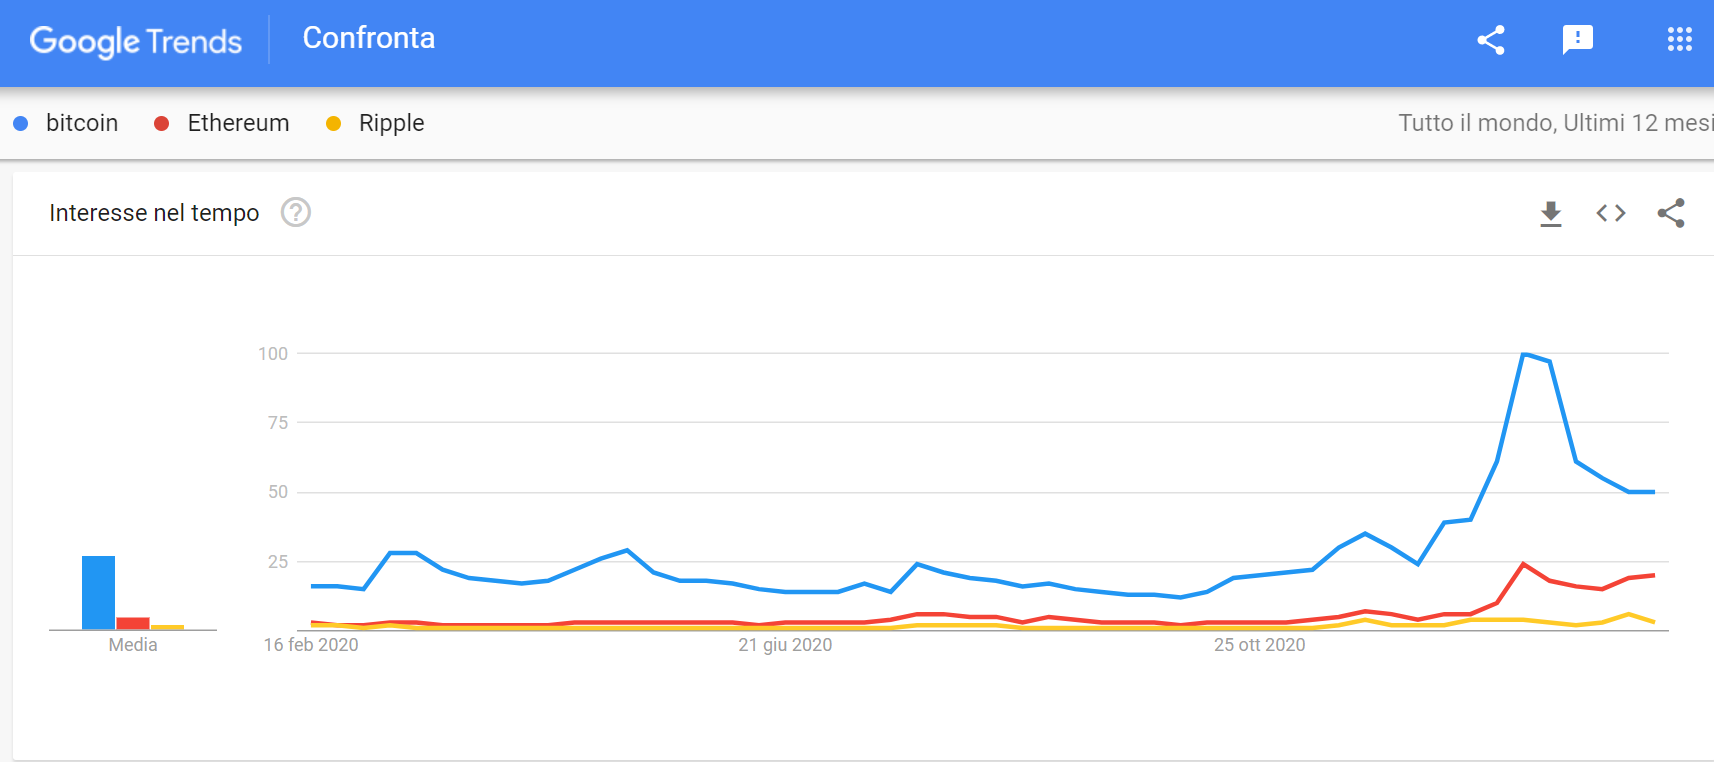 Google Trends Confronta
bitcoin Ethereum Ripple Tutto il mondo, Ultimi 12 mesi
Interesse nel tempo ?
100
75
50
25
Media 16 feb 2020 21 giu 2020 25 ott 2020